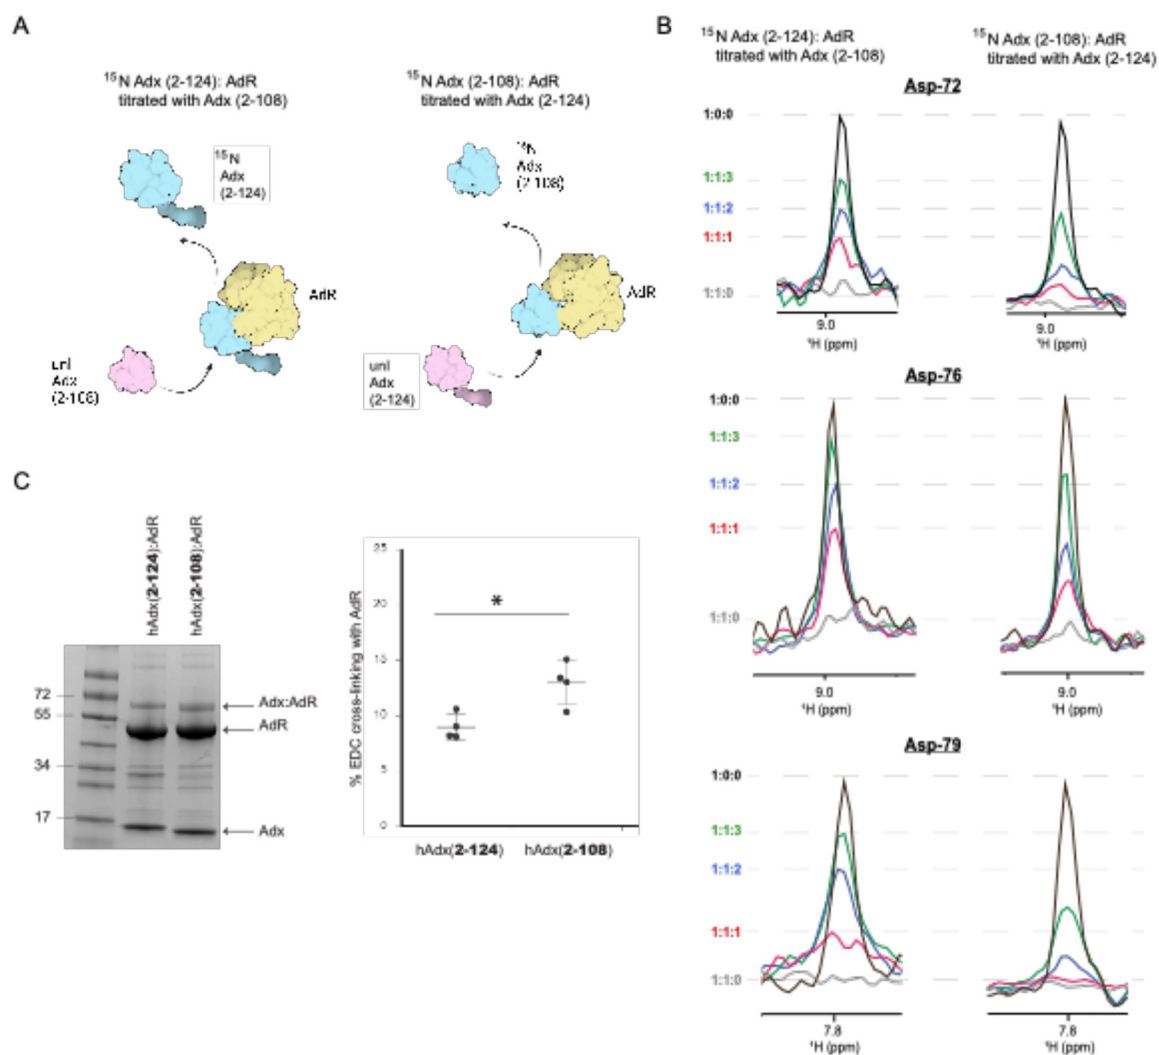 A
¹⁵N Adx (2-124): AdR
titrated with Adx (2-108)
¹⁵N Adx (2-108): AdR
titrated with Adx (2-124)
¹⁵N
Adx
(2-124)
AdR
unl
Adx
(2-108)
Adx
(2-108)
AdR
unl
Adx
(2-124)
B
¹⁵N Adx (2-124): AdR
titrated with Adx (2-108)
¹⁵N Adx (2-108): AdR
titrated with Adx (2-124)
Asp-72
1:0:0
1:1:3
1:1:2
1:1:1
1:1:0
9.0
¹H (ppm)
9.0
¹H (ppm)
Asp-76
1:0:0
1:1:3
1:1:2
1:1:1
1:1:0
9.0
¹H (ppm)
9.0
¹H (ppm)
Asp-79
1:0:0
1:1:3
1:1:2
1:1:1
1:1:0
7.8
¹H (ppm)
7.8
¹H (ppm)
C
hAdx(2-124):AdR
hAdx(2-108):AdR
72
55
34
17
Adx:AdR
AdR
Adx
% EDC cross-linking with AdR
25
20
15
10
5
0
*
hAdx(2-124)
hAdx(2-108)